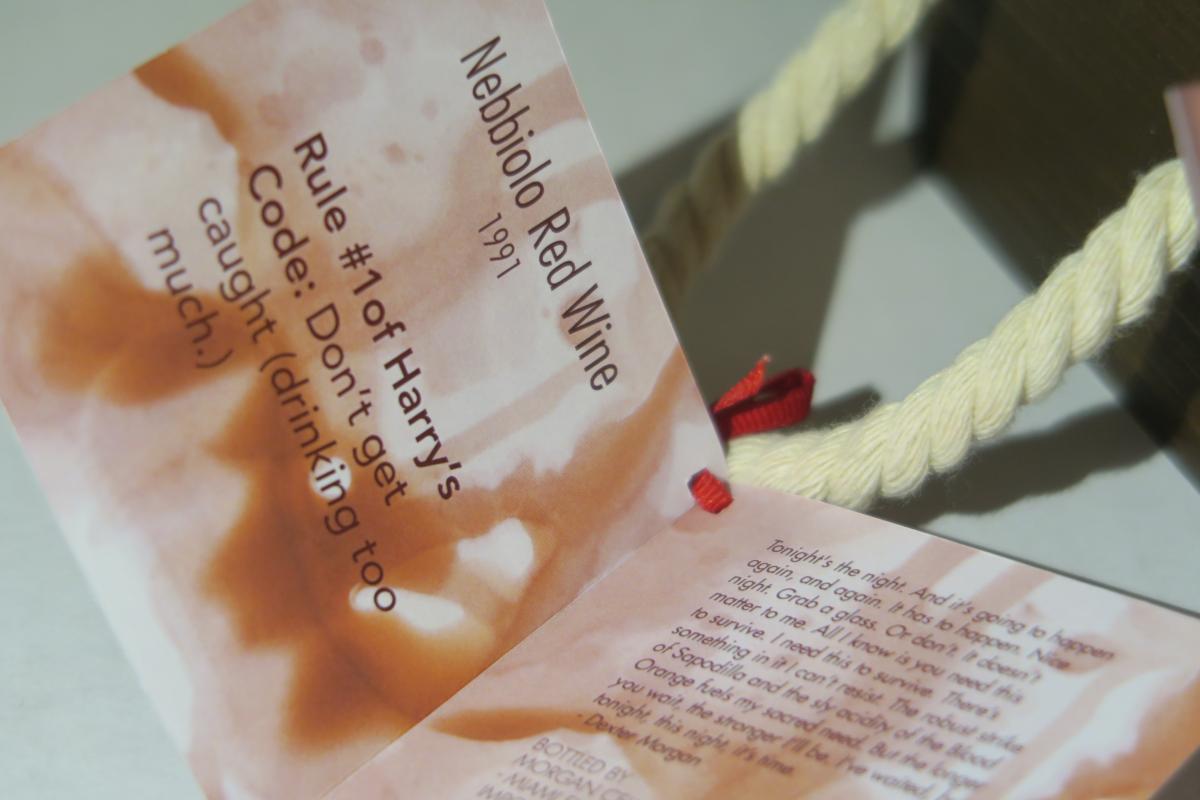 Nebbiolo Red Wine
1991
Rule #1 of Harry's
Code: Don't get
caught (drinking too
much.)
Tonight's the night. And it's going to happen
again, and again. It has to happen. Nice
night. Grab a glass. Or don't. It doesn't
matter to me. All I know is you need this
to survive. I need this to survive. There's
something in it I can't resist. The robust strike
of Sapodilla and the sly acidity of the Blood
Orange fuels my sacred need. But the longer
you wait, the stronger I'll be. I've waited,
tonight, this night, it's time.
- Dexter Morgan
BOTTLED BY
MORGAN
- MIAMI